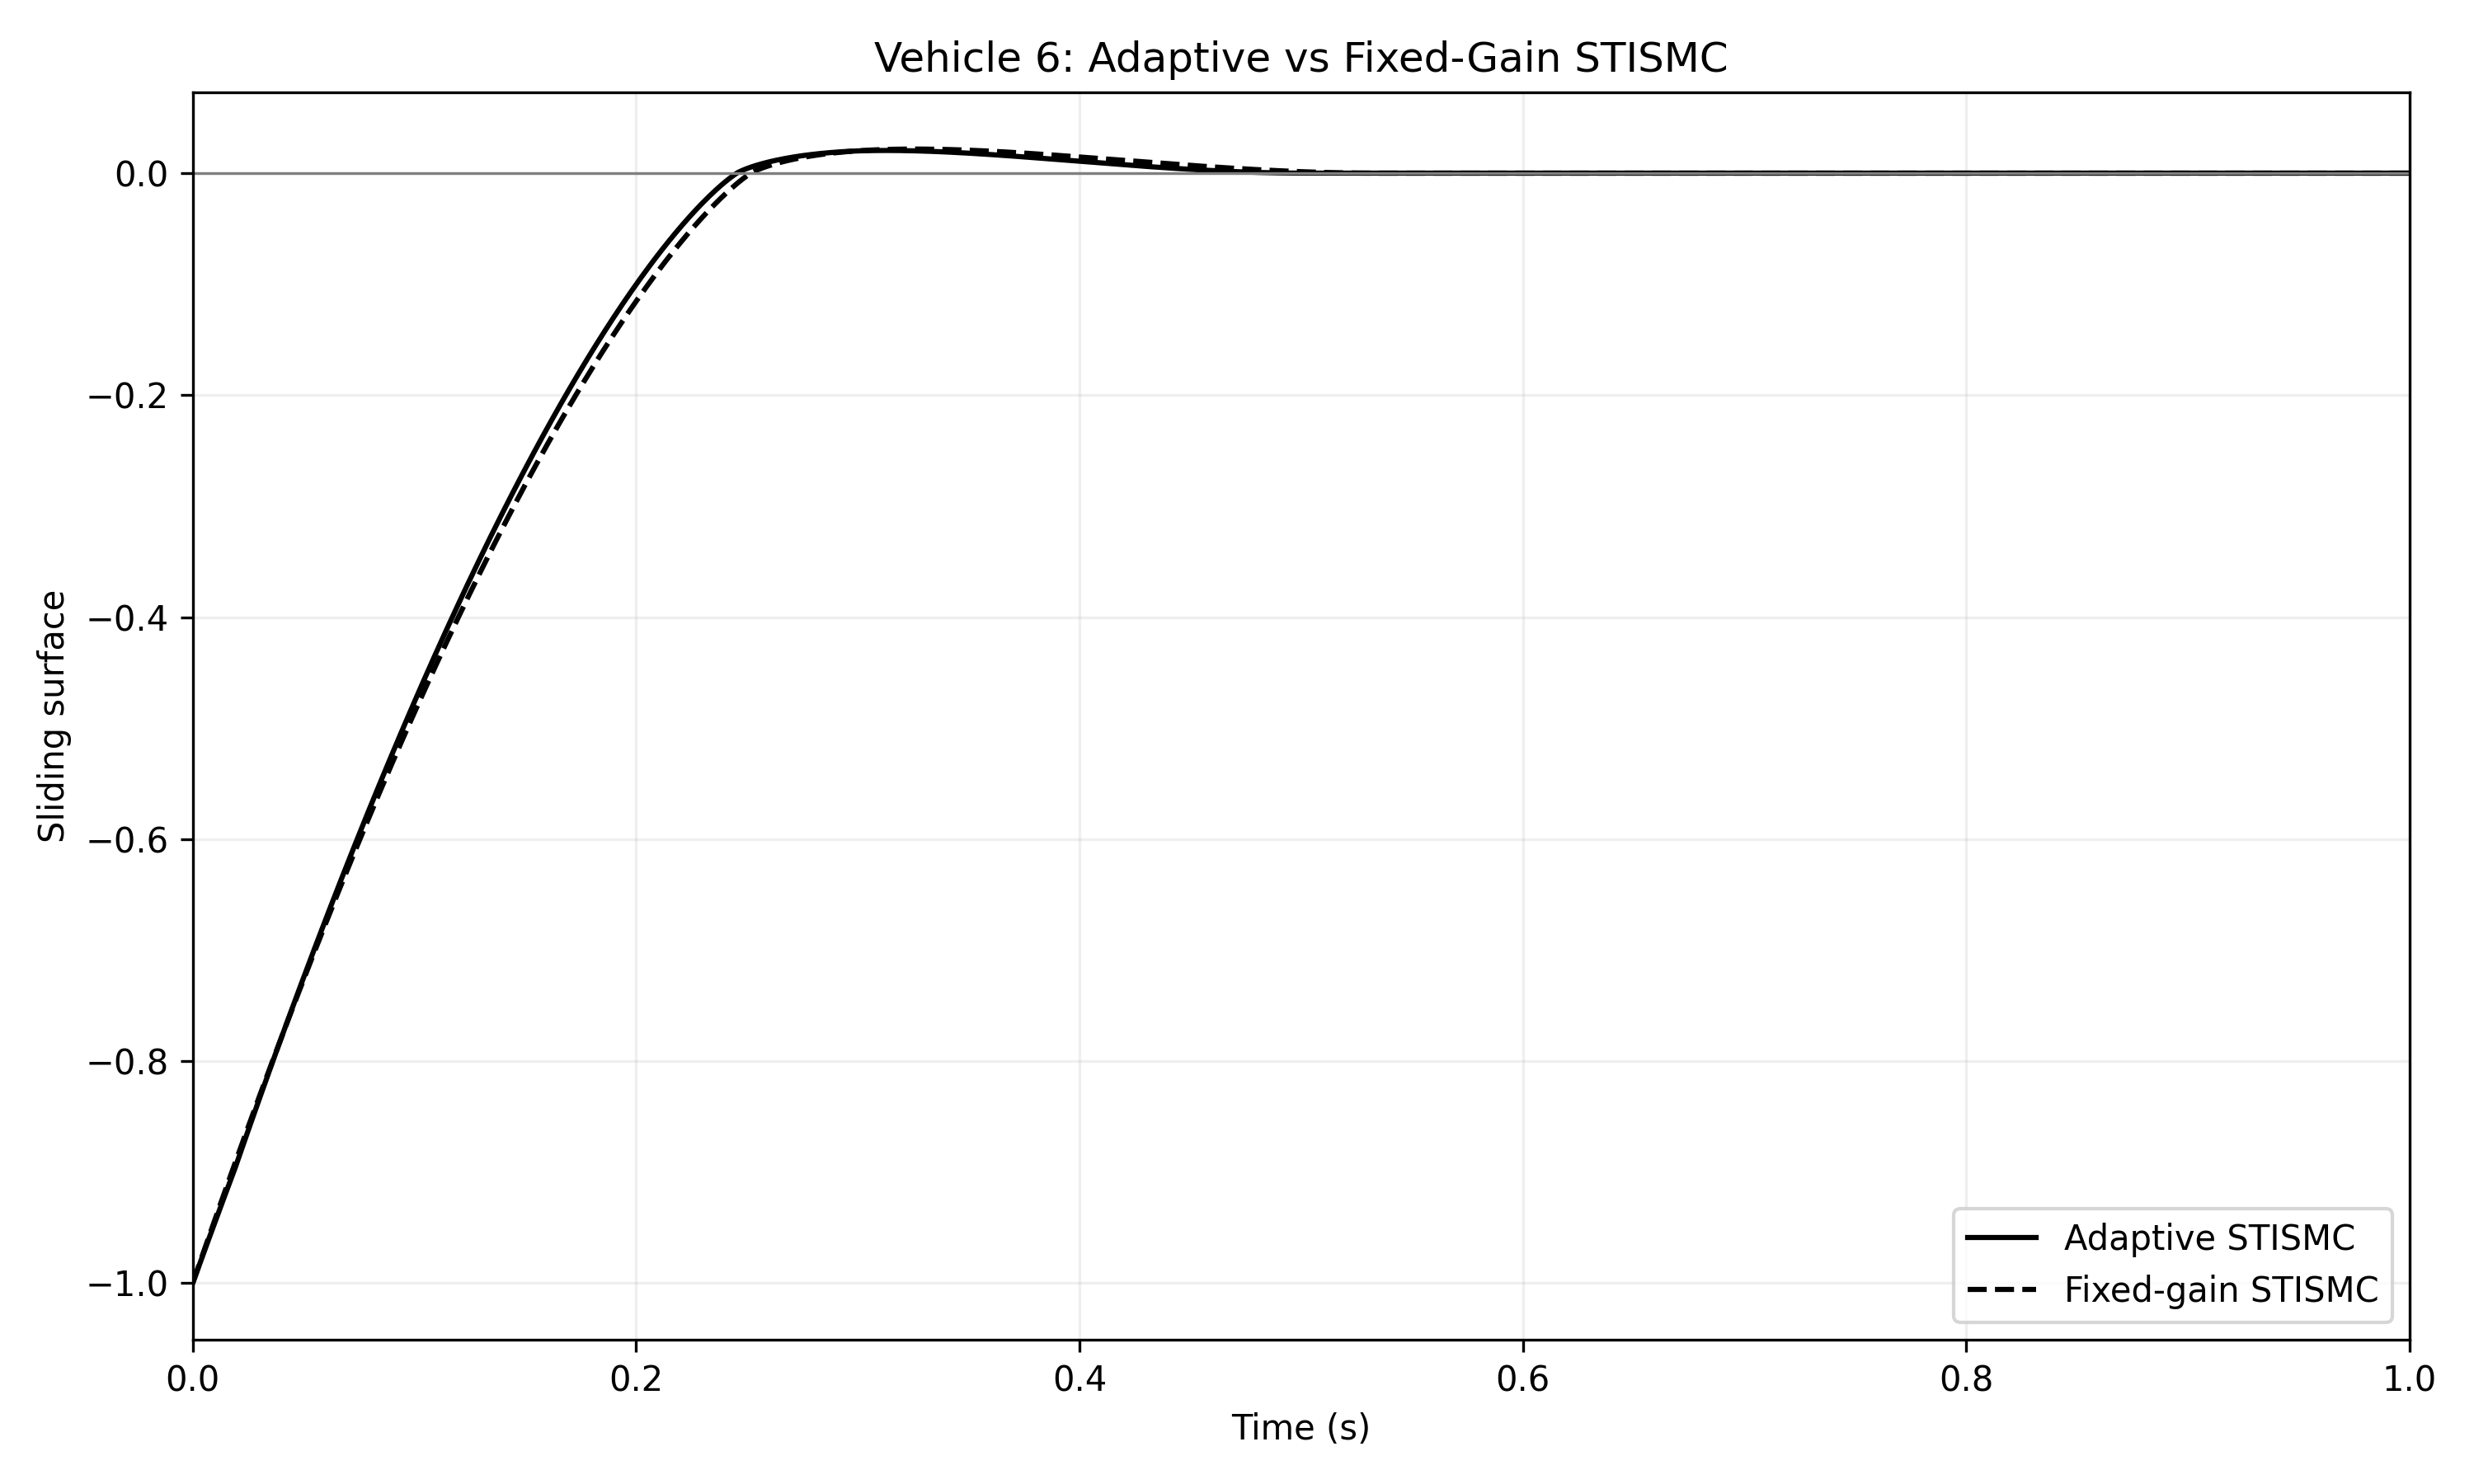 Vehicle 6: Adaptive vs Fixed-Gain STISMC
Sliding surface
0.0
−0.2
−0.4
−0.6
−0.8
−1.0
0.0 0.2 0.4 0.6 0.8 1.0
Time (s)
Adaptive STISMC
Fixed-gain STISMC